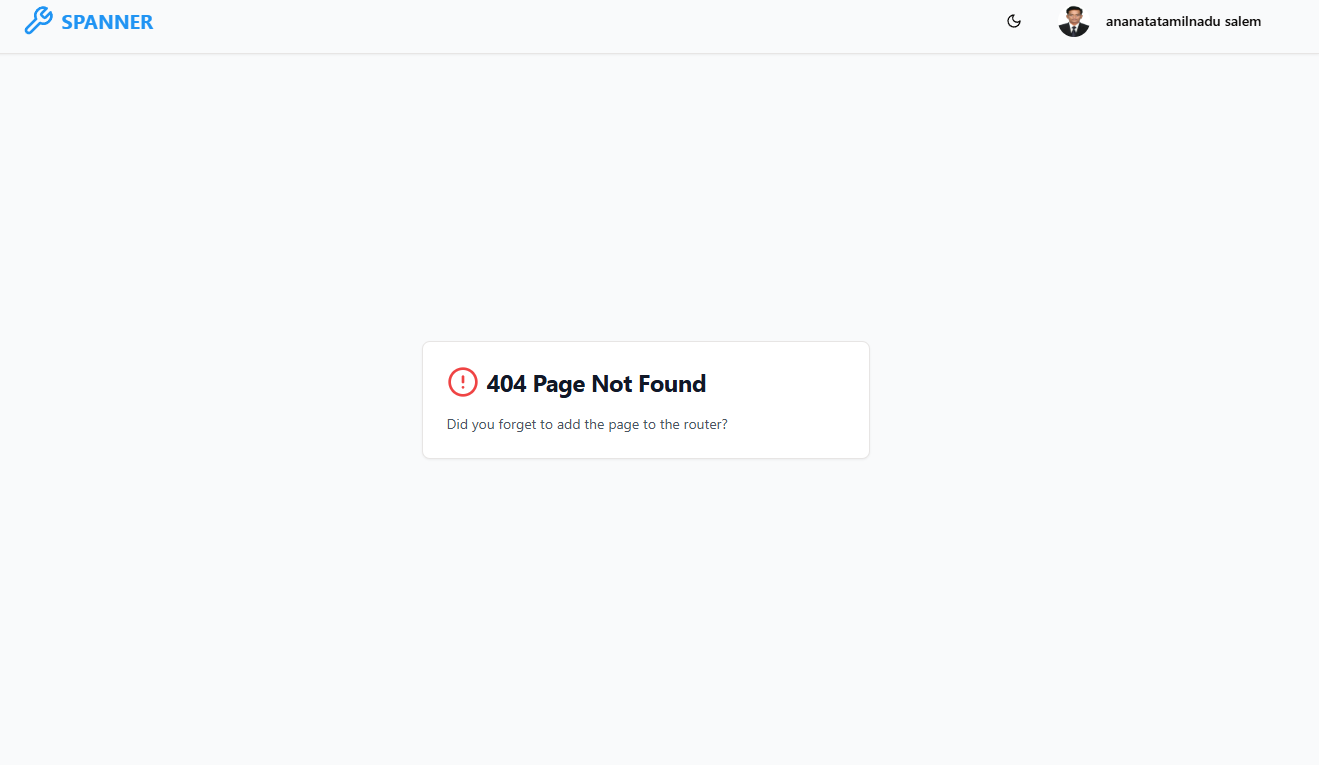 SPANNER
ananatatamilnadu salem
404 Page Not Found
Did you forget to add the page to the router?